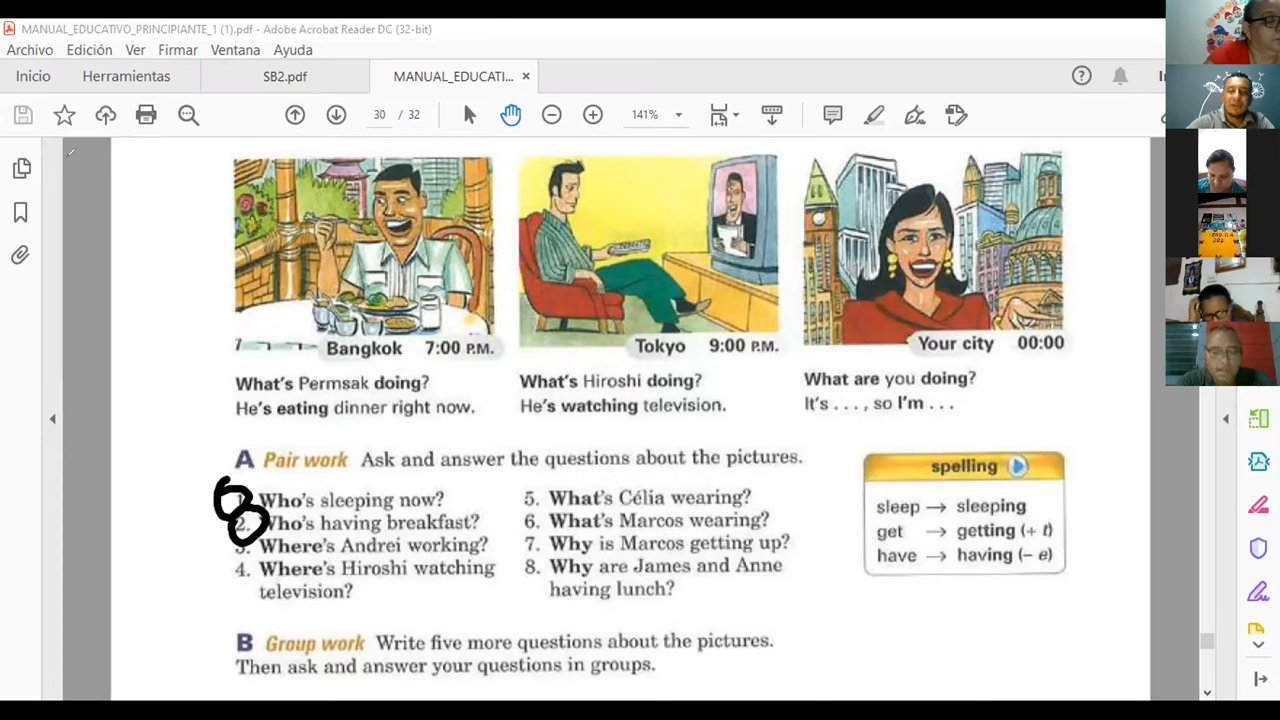 MANUAL_EDUCATIVO_PRINCIPIANTE_1 (1).pdf - Adobe Acrobat Reader DC (32-bit)
Archivo Edición Ver Firmar Ventana Ayuda
Inicio Herramientas SB2.pdf MANUAL_EDUCATI... ×
30 / 32 141%
Bangkok 7:00 P.M.
Tokyo 9:00 P.M.
Your city 00:00
What's Permsak doing?
He's eating dinner right now.
What's Hiroshi doing?
He's watching television.
What are you doing?
It's . . . , so I'm . . .
A Pair work Ask and answer the questions about the pictures.
8
Who's sleeping now?
2. Who's having breakfast?
3. Where's Andrei working?
4. Where's Hiroshi watching
television?
5. What's Célia wearing?
6. What's Marcos wearing?
7. Why is Marcos getting up?
8. Why are James and Anne
having lunch?
spelling
sleep → sleeping
get → getting (+ t)
have → having (– e)
B Group work Write five more questions about the pictures.
Then ask and answer your questions in groups.